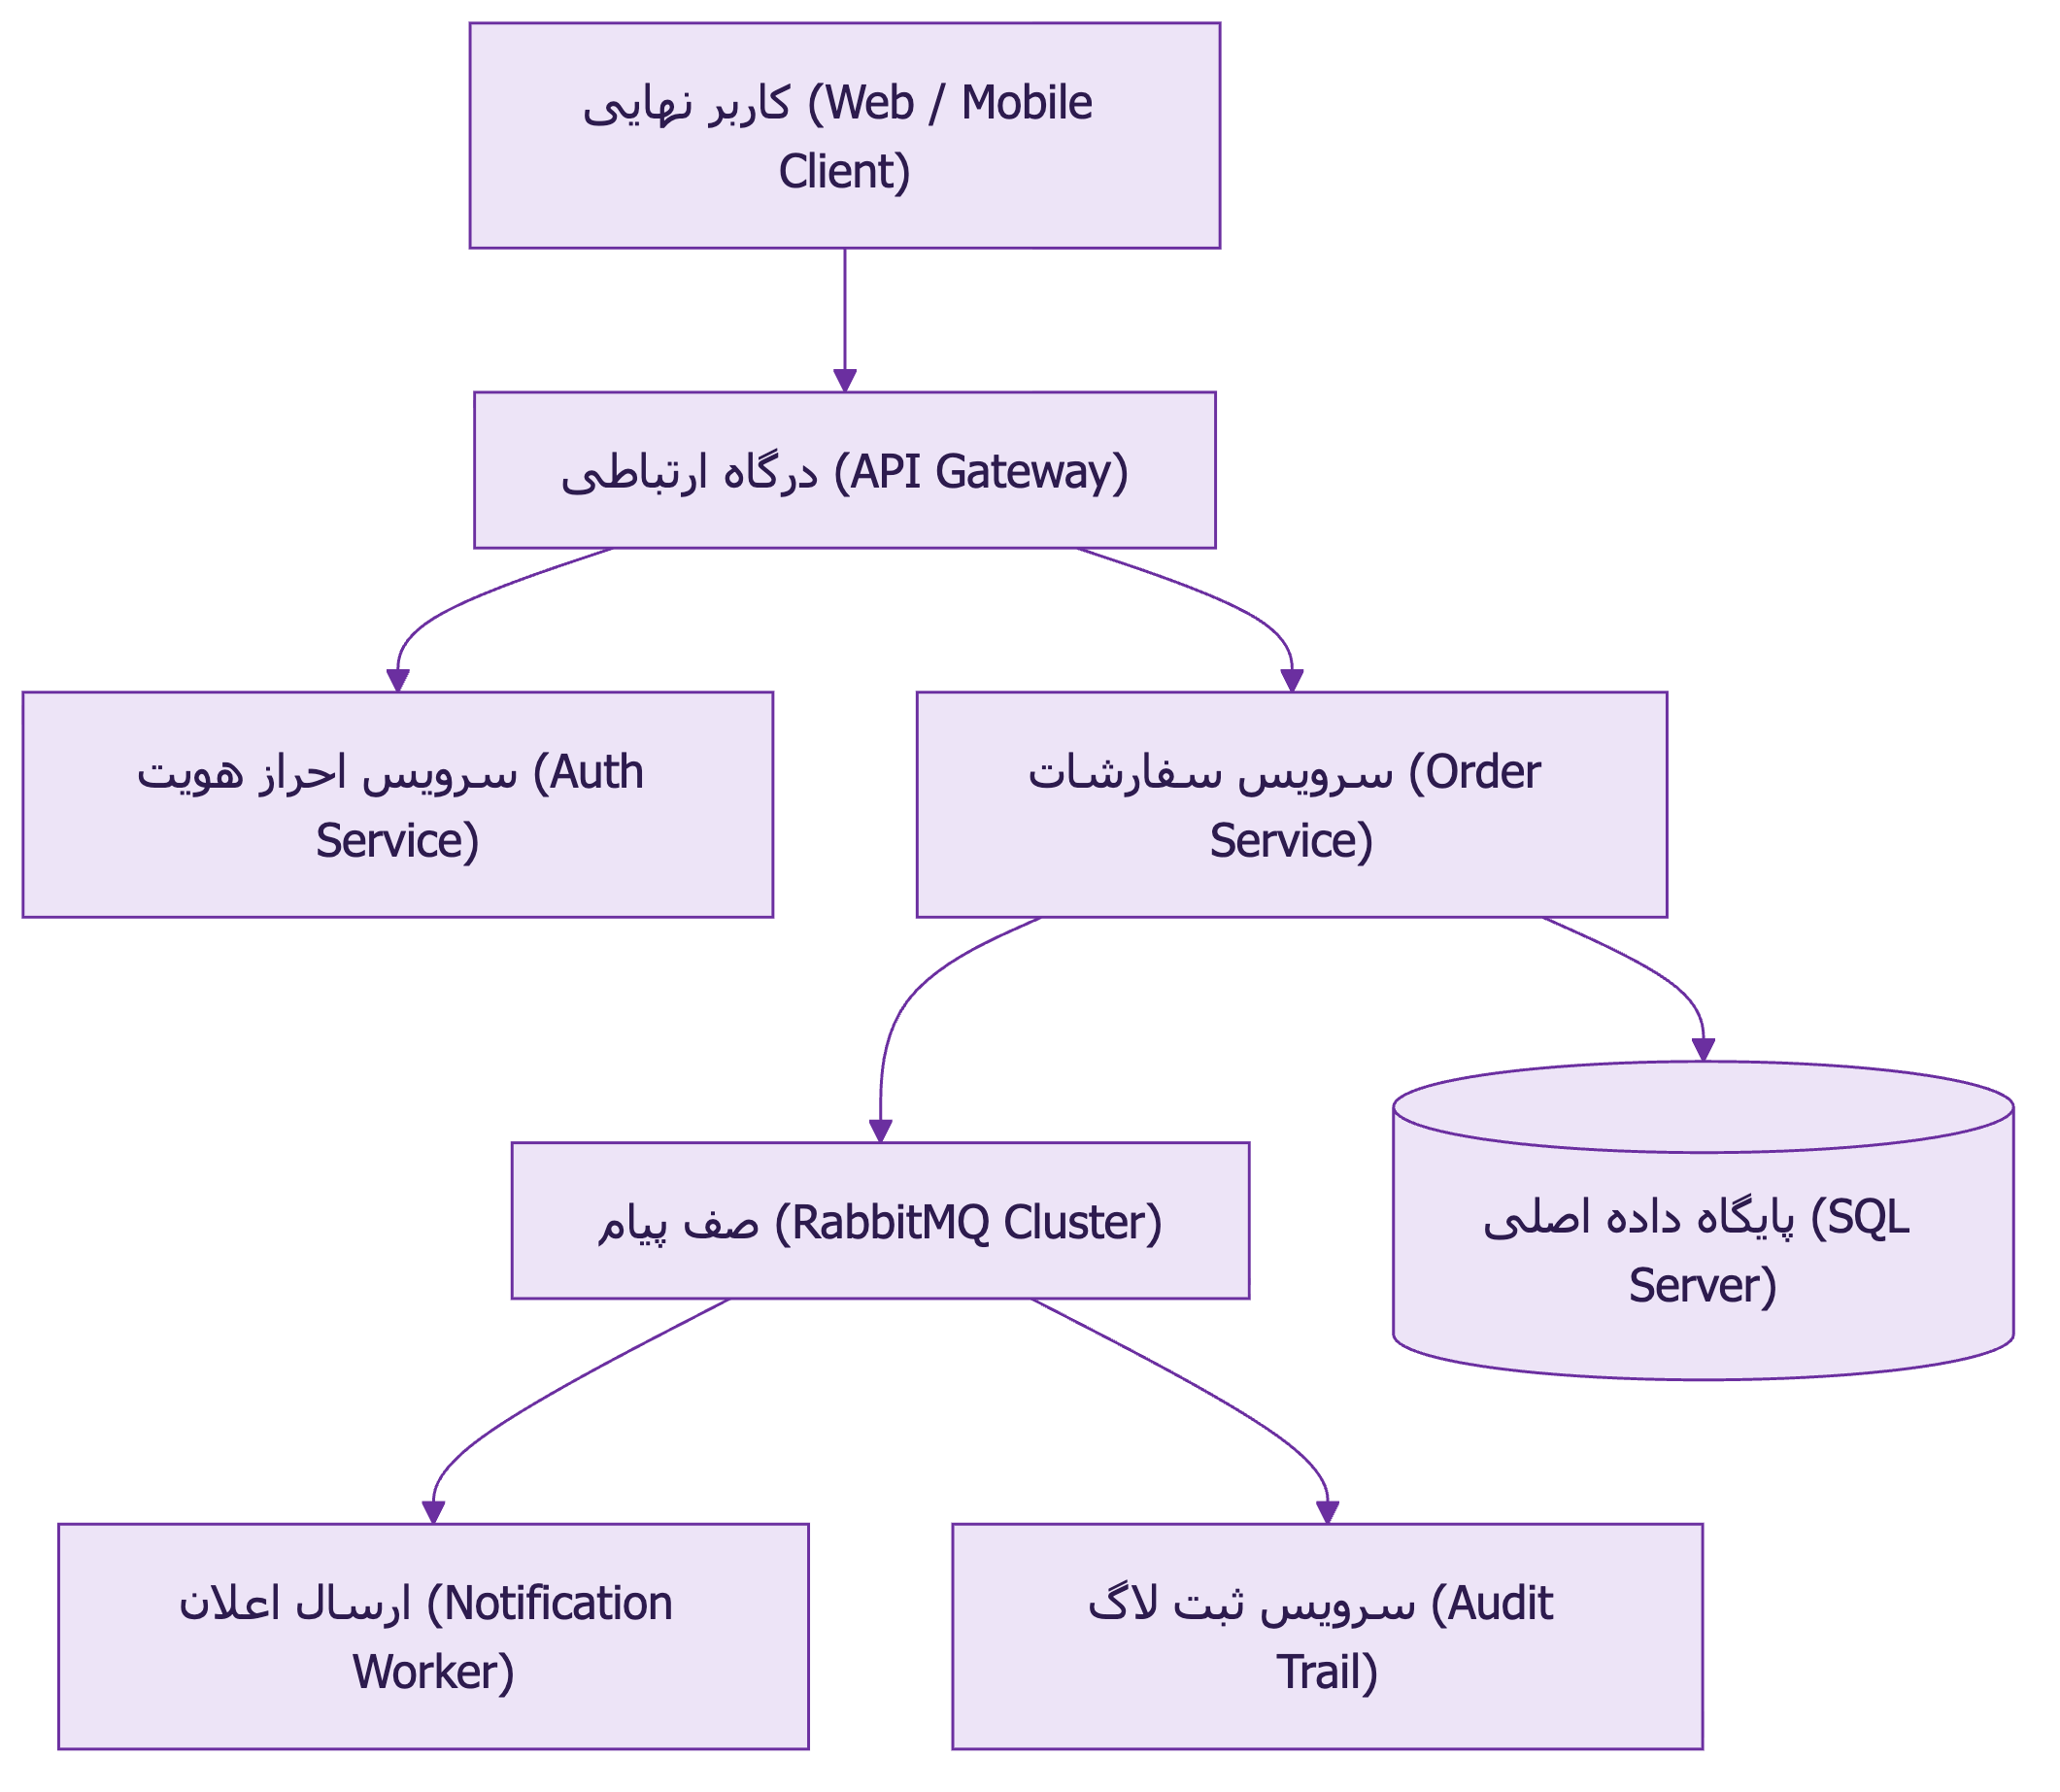 کاربر نهایی (Web / Mobile
Client)
درگاه ارتباطی (API Gateway)
سرویس احراز هویت (Auth
Service)
سرویس سفارشات (Order
Service)
صف پیام (RabbitMQ Cluster)
پایگاه داده اصلی (SQL
Server)
ارسال اعلان (Notification
Worker)
سرویس ثبت لاگ (Audit
Trail)